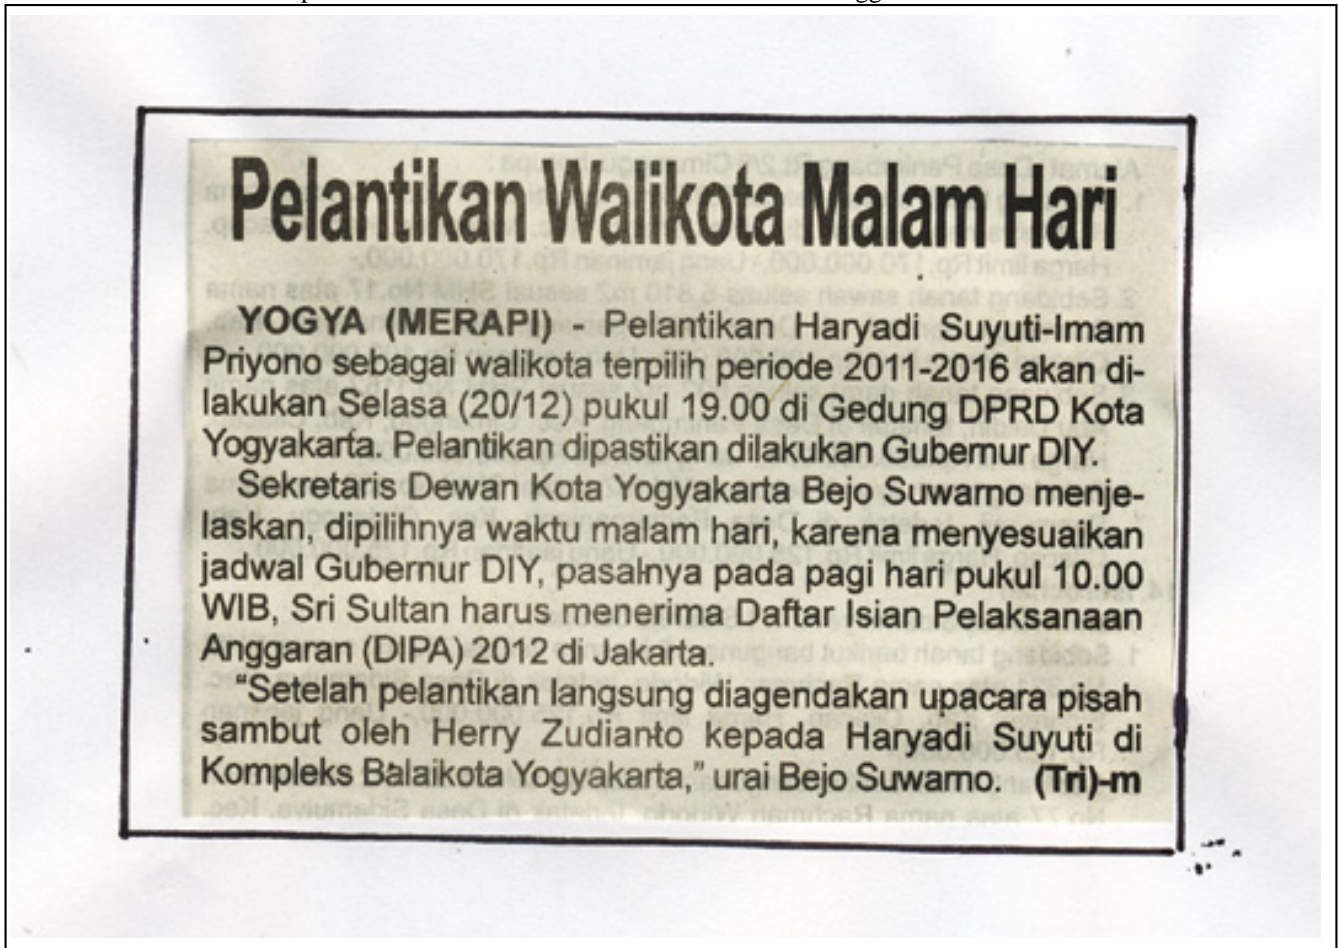 Pelantikan Walikota Malam Hari
YOGYA (MERAPI) - Pelantikan Haryadi Suyuti-Imam
Priyono sebagai walikota terpilih periode 2011-2016 akan di-
lakukan Selasa (20/12) pukul 19.00 di Gedung DPRD Kota
Yogyakarta. Pelantikan dipastikan dilakukan Gubernur DIY.
Sekretaris Dewan Kota Yogyakarta Bejo Suwarno menje-
laskan, dipilihnya waktu malam hari, karena menyesuaikan
jadwal Gubernur DIY, pasalnya pada pagi hari pukul 10.00
WIB, Sri Sultan harus menerima Daftar Isian Pelaksanaan
Anggaran (DIPA) 2012 di Jakarta.
“Setelah pelantikan langsung diagendakan upacara pisah
sambut oleh Herry Zudianto kepada Haryadi Suyuti di
Kompleks Balaikota Yogyakarta,” urai Bejo Suwarno. (Tri)-m